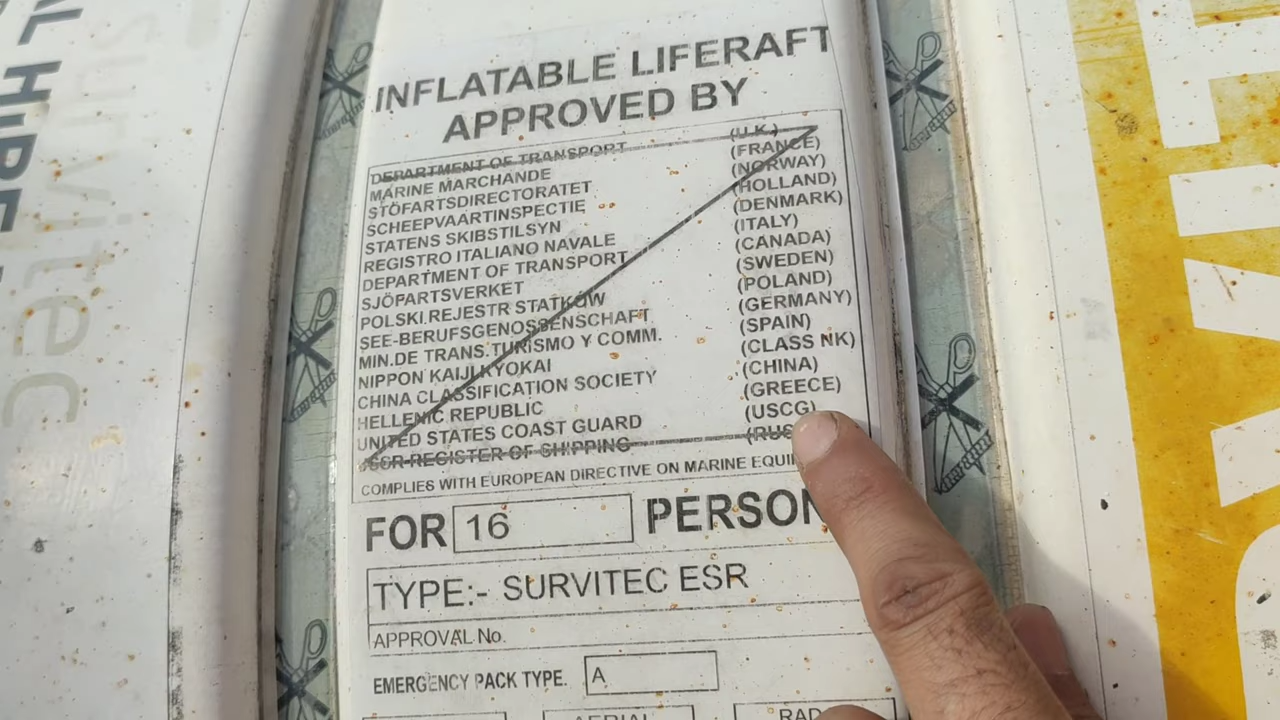 INFLATABLE LIFERAFT
APPROVED BY
DEPARTMENT OF TRANSPORT (U.K.)
MARINE MARCHANDE (FRANCE)
STÖFARTSDIRECTORATET (NORWAY)
SCHEEPVAARTINSPECTIE (HOLLAND)
STATENS SKIBSTILSYN (DENMARK)
REGISTRO ITALIANO NAVALE (ITALY)
DEPARTMENT OF TRANSPORT (CANADA)
SJÖPARTSVERKET (SWEDEN)
POLSKI REJESTR STATKÓW (POLAND)
SEE-BERUFSGENOSSENSCHAFT (GERMANY)
MIN.DE TRANS.TURISMO Y COMM. (SPAIN)
NIPPON KAIJI KYOKAI (CLASS NK)
CHINA CLASSIFICATION SOCIETY (CHINA)
HELLENIC REPUBLIC (GREECE)
UNITED STATES COAST GUARD (USCG)
REGISTER OF SHIPPING
COMPLIES WITH EUROPEAN DIRECTIVE ON MARINE
FOR 16 PERSON
TYPE:- SURVITEC ESR
APPROVAL No.
EMERGENCY PACK TYPE. A
AERIAL
HIRE
survitec